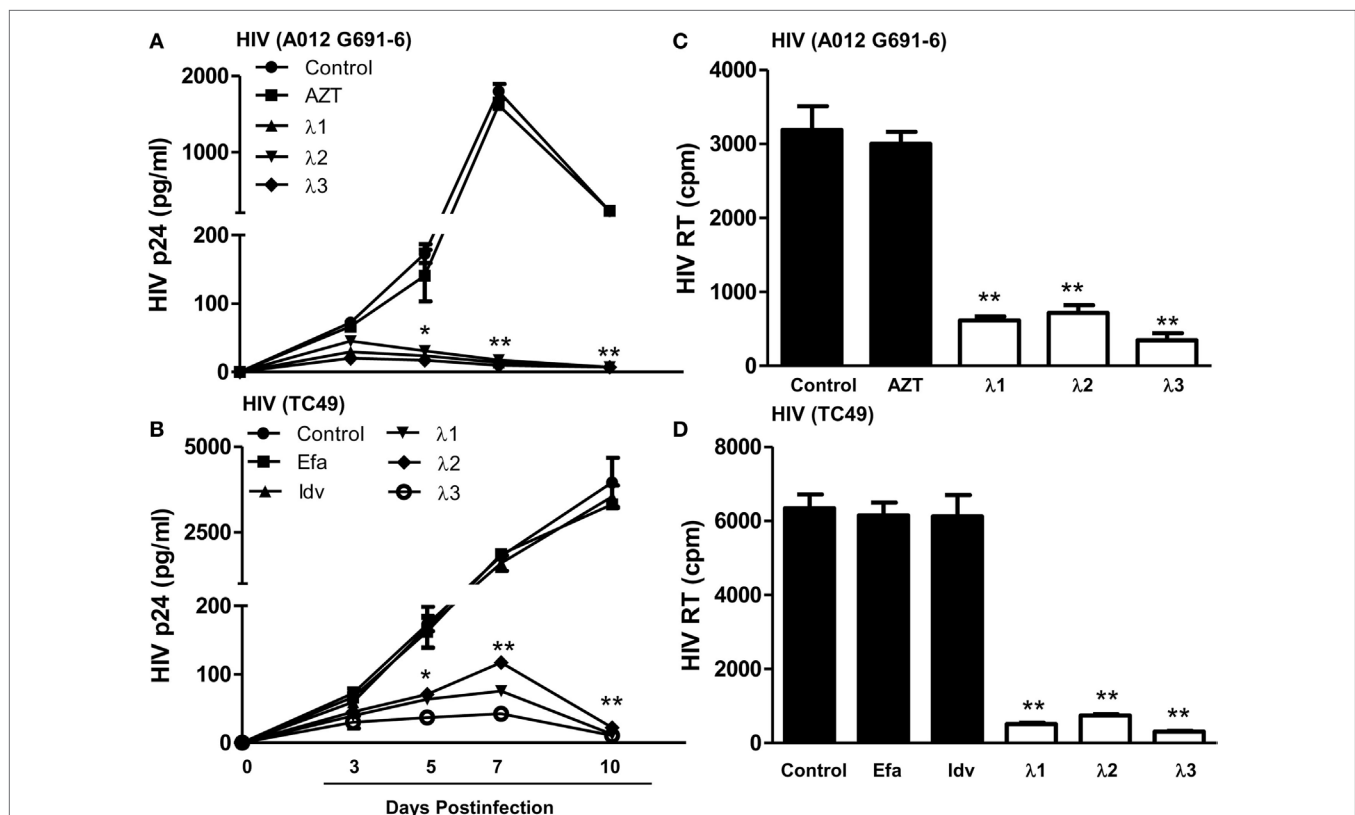 A
HIV (A012 G691-6)
Control
AZT
λ1
λ2
λ3
HIV p24 (pg/ml)
2000
1000
200
100
0
*
**
**
B
HIV (TC49)
Control
Efa
Idv
λ1
λ2
λ3
HIV p24 (pg/ml)
5000
2500
200
100
0
*
**
**
0 3 5 7 10
Days Postinfection
C
HIV (A012 G691-6)
HIV RT (cpm)
4000
3000
2000
1000
0
**
**
**
Control AZT λ1 λ2 λ3
D
HIV (TC49)
HIV RT (cpm)
8000
6000
4000
2000
0
**
**
**
Control Efa Idv λ1 λ2 λ3